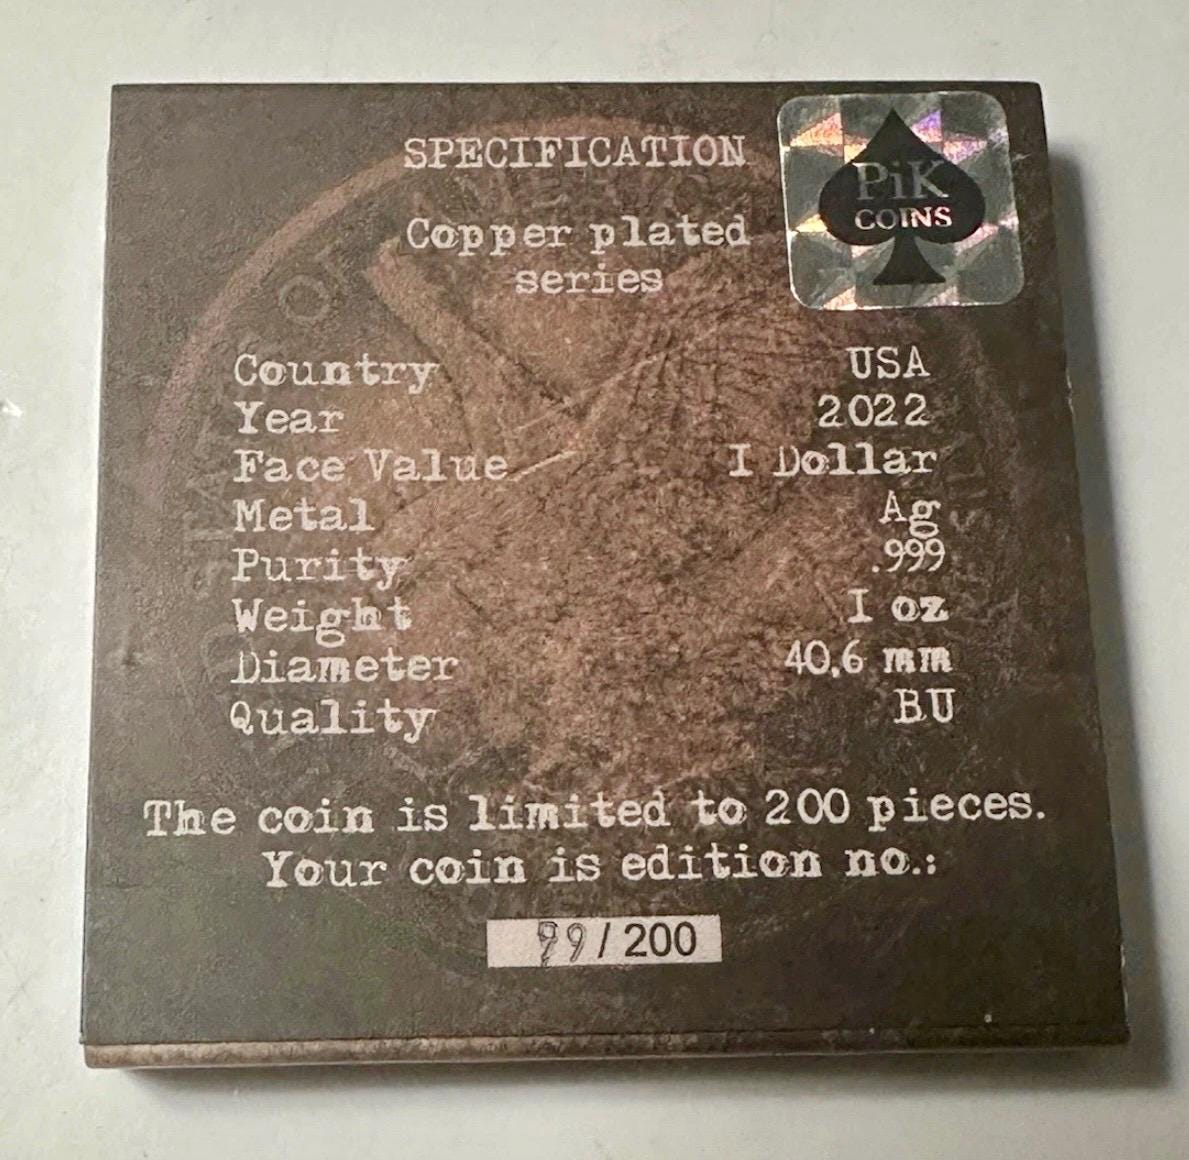 SPECIFICATION
PiK
COINS
Copper plated
series
Country USA
Year 2022
Face Value I Dollar
Metal Ag
Purity .999
Weight I oz
Diameter 40,6 mm
Quality BU
The coin is limited to 200 pieces.
Your coin is edition no.:
/ 200